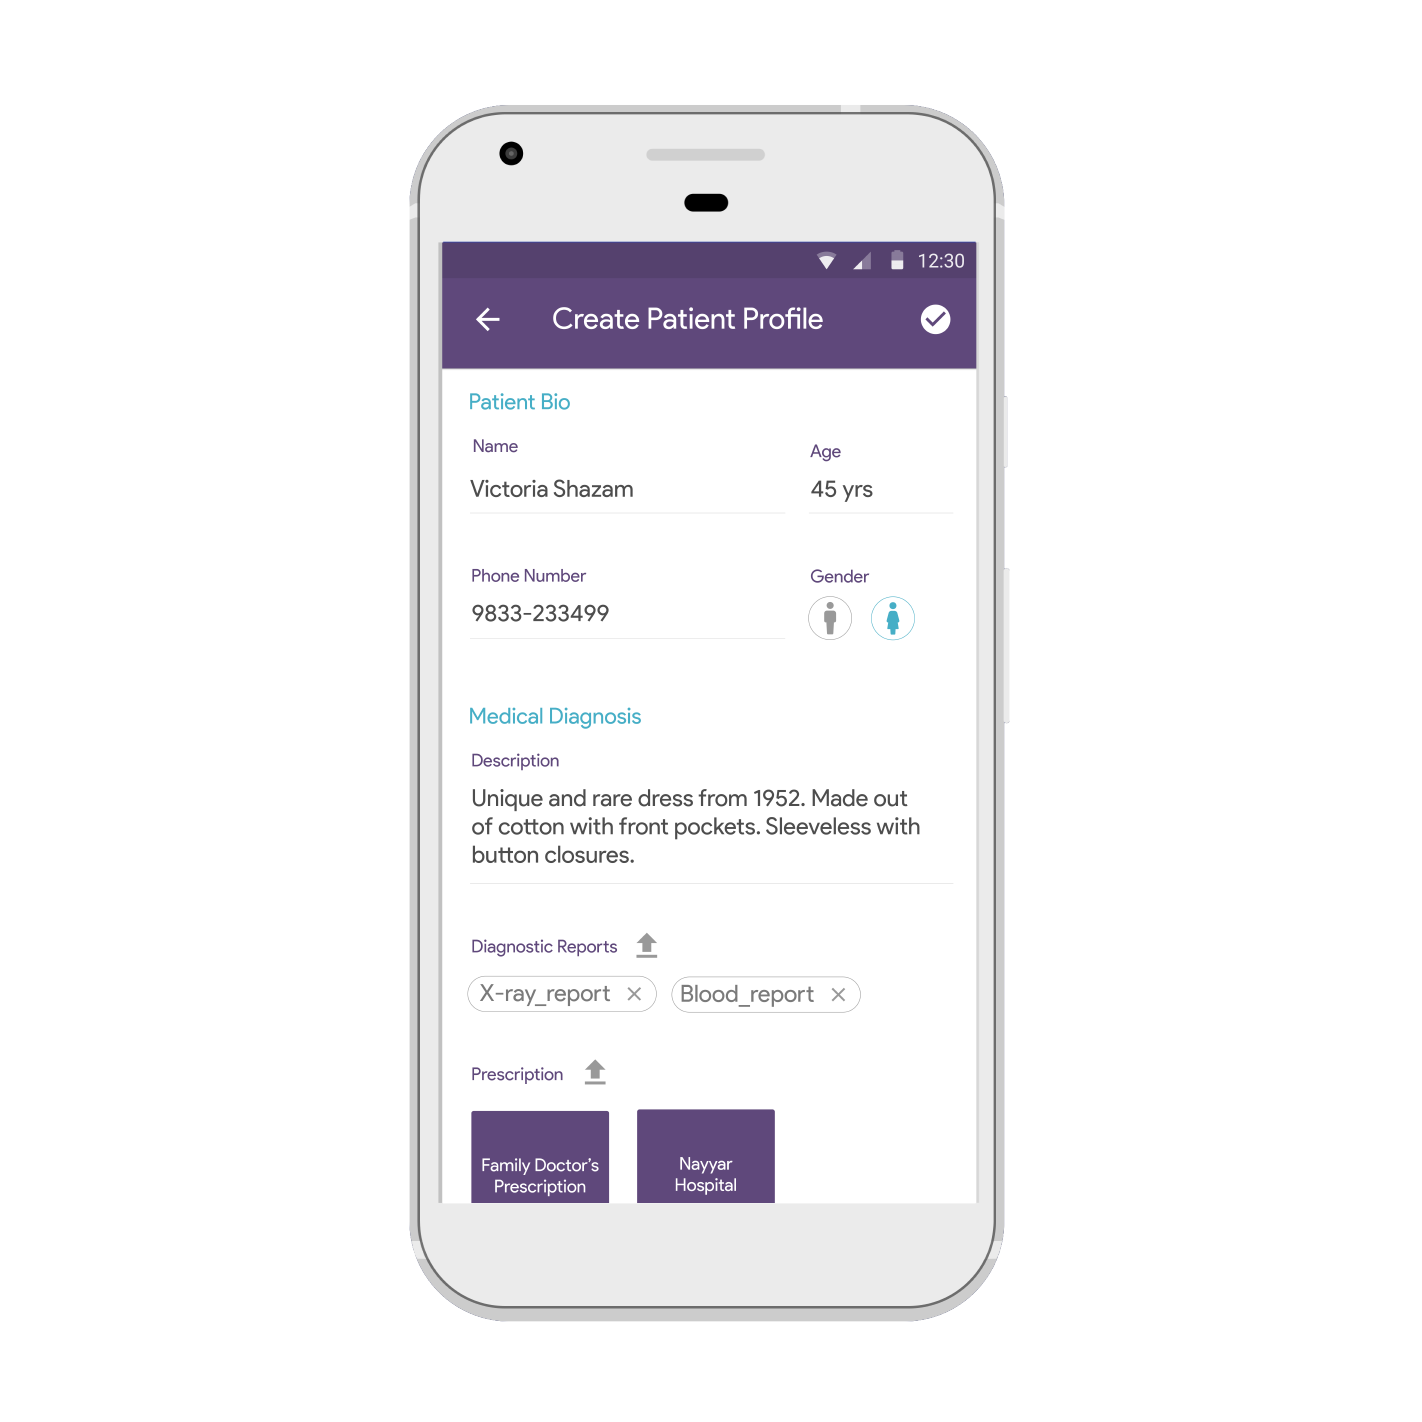 12:30
Create Patient Profile
Patient Bio
Name
Age
Victoria Shazam
45 yrs
Phone Number
Gender
9833-233499
Medical Diagnosis
Description
Unique and rare dress from 1952. Made out
of cotton with front pockets. Sleeveless with
button closures.
Diagnostic Reports
X-ray_report
Blood_report
Prescription
Family Doctor's
Prescription
Nayyar
Hospital